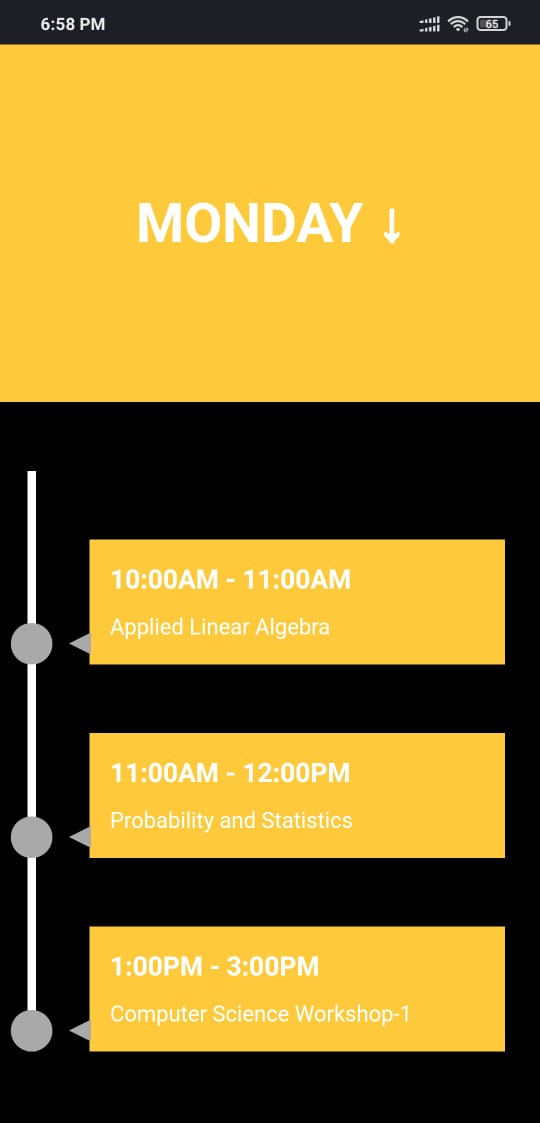 6:58 PM
65
MONDAY ↓
10:00AM - 11:00AM
Applied Linear Algebra
11:00AM - 12:00PM
Probability and Statistics
1:00PM - 3:00PM
Computer Science Workshop-1